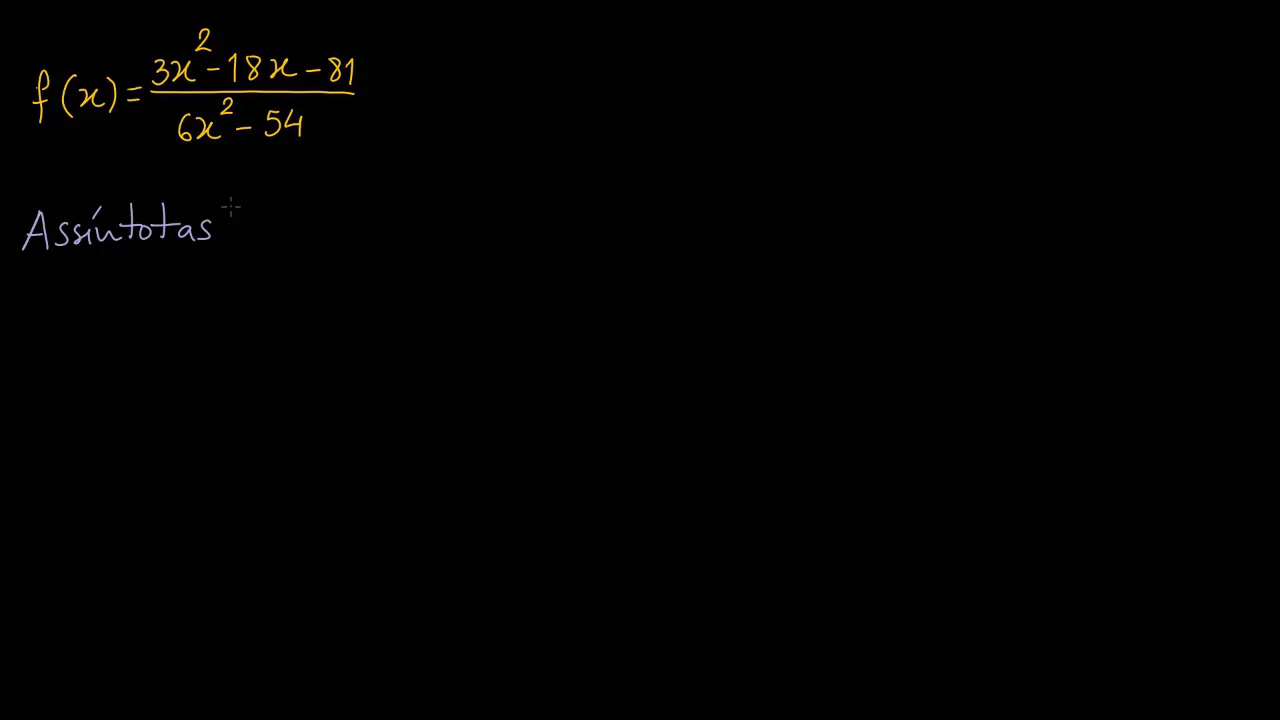 f(x) = (3x² - 18x - 81) / (6x² - 54)
Assíntotas